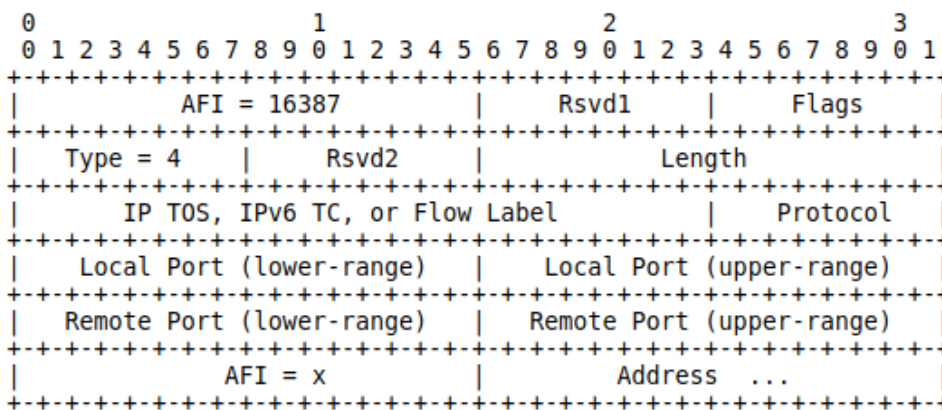 0                   1                   2                   3
 0 1 2 3 4 5 6 7 8 9 0 1 2 3 4 5 6 7 8 9 0 1 2 3 4 5 6 7 8 9 0 1
+-+-+-+-+-+-+-+-+-+-+-+-+-+-+-+-+-+-+-+-+-+-+-+-+-+-+-+-+-+-+-+--
|           AFI = 16387         |     Rsvd1     |     Flags     |
+-+-+-+-+-+-+-+-+-+-+-+-+-+-+-+-+-+-+-+-+-+-+-+-+-+-+-+-+-+-+-+--
|   Type = 4    |     Rsvd2     |            Length             |
+-+-+-+-+-+-+-+-+-+-+-+-+-+-+-+-+-+-+-+-+-+-+-+-+-+-+-+-+-+-+-+--
|       IP TOS, IPv6 TC, or Flow Label          |    Protocol   |
+-+-+-+-+-+-+-+-+-+-+-+-+-+-+-+-+-+-+-+-+-+-+-+-+-+-+-+-+-+-+-+--
|    Local Port (lower-range)   |    Local Port (upper-range)   |
+-+-+-+-+-+-+-+-+-+-+-+-+-+-+-+-+-+-+-+-+-+-+-+-+-+-+-+-+-+-+-+--
|   Remote Port (lower-range)   |   Remote Port (upper-range)   |
+-+-+-+-+-+-+-+-+-+-+-+-+-+-+-+-+-+-+-+-+-+-+-+-+-+-+-+-+-+-+-+--
|              AFI = x          |         Address  ...          |
+-+-+-+-+-+-+-+-+-+-+-+-+-+-+-+-+-+-+-+-+-+-+-+-+-+-+-+-+-+-+-+--